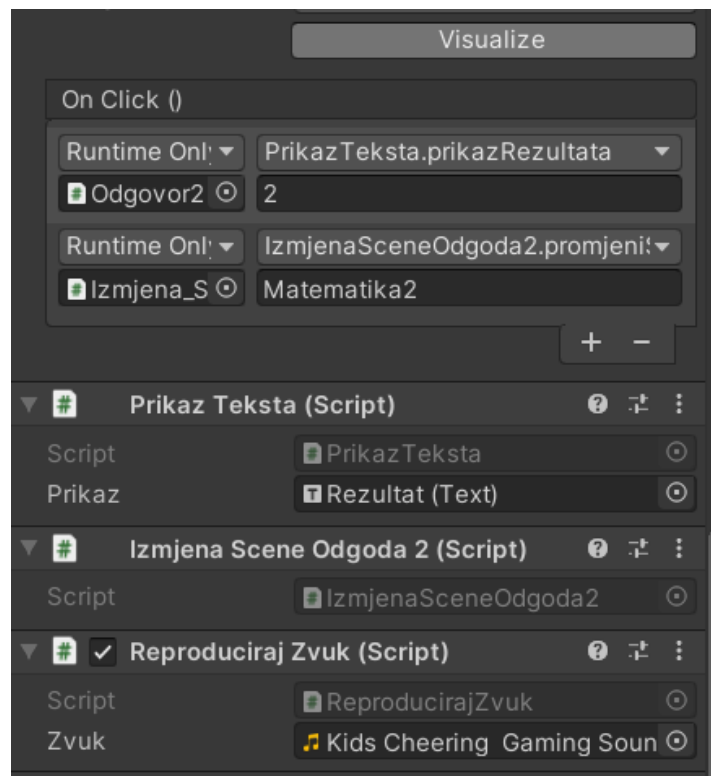 Visualize
On Click ()
Runtime Onl PrikazTeksta.prikazRezultata
Odgovor2 2
Runtime Onl IzmjenaSceneOdgoda2.promjeni
Izmjena_S Matematika2
+ −
# Prikaz Teksta (Script)
Script PrikazTeksta
Prikaz T Rezultat (Text)
# Izmjena Scene Odgoda 2 (Script)
Script IzmjenaSceneOdgoda2
# Reproduciraj Zvuk (Script)
Script ReproducirajZvuk
Zvuk Kids Cheering Gaming Soun